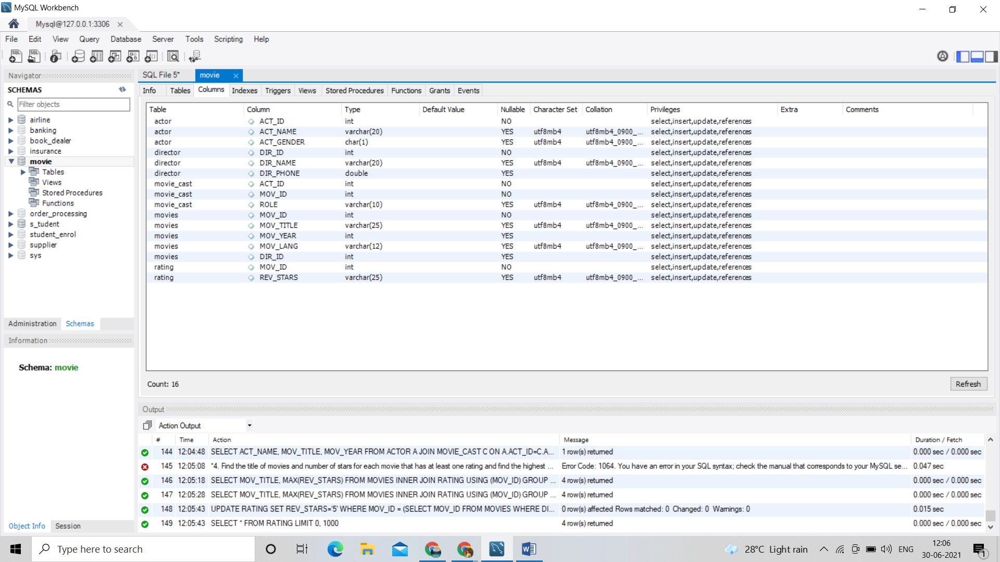 MySQL Workbench
Mysql@127.0.0.1:3306
File Edit View Query Database Server Tools Scripting Help
Navigator
SCHEMAS
Filter objects
airline
banking
book_dealer
insurance
movie
Tables
Views
Stored Procedures
Functions
order_processing
s_tudent
student_enrol
supplier
sys
Administration Schemas
Information
Schema: movie
Object Info Session
SQL File 5* movie
Info Tables Columns Indexes Triggers Views Stored Procedures Functions Grants Events
Table Column Type Default Value Nullable Character Set Collation Privileges Extra Comments
actor ACT_ID int NO select,insert,update,references
actor ACT_NAME varchar(20) YES utf8mb4 utf8mb4_0900_... select,insert,update,references
actor ACT_GENDER char(1) YES utf8mb4 utf8mb4_0900_... select,insert,update,references
director DIR_ID int NO select,insert,update,references
director DIR_NAME varchar(20) YES utf8mb4 utf8mb4_0900_... select,insert,update,references
director DIR_PHONE double YES select,insert,update,references
movie_cast ACT_ID int NO select,insert,update,references
movie_cast MOV_ID int NO select,insert,update,references
movie_cast ROLE varchar(10) YES utf8mb4 utf8mb4_0900_... select,insert,update,references
movies MOV_ID int NO select,insert,update,references
movies MOV_TITLE varchar(25) YES utf8mb4 utf8mb4_0900_... select,insert,update,references
movies MOV_YEAR int YES select,insert,update,references
movies MOV_LANG varchar(12) YES utf8mb4 utf8mb4_0900_... select,insert,update,references
movies DIR_ID int YES select,insert,update,references
rating MOV_ID int NO select,insert,update,references
rating REV_STARS varchar(25) YES utf8mb4 utf8mb4_0900_... select,insert,update,references
Count: 16
Refresh
Output
Action Output
# Time Action Message Duration / Fetch
144 12:04:48 SELECT ACT_NAME, MOV_TITLE, MOV_YEAR FROM ACTOR A JOIN MOVIE_CAST C ON A.ACT_ID=C.A... 1 row(s) returned 0.000 sec / 0.000 sec
145 12:05:08 "4. Find the title of movies and number of stars for each movie that has at least one rating and find the highest ... Error Code: 1064. You have an error in your SQL syntax; check the manual that corresponds to your MySQL se... 0.047 sec
146 12:05:18 SELECT MOV_TITLE, MAX(REV_STARS) FROM MOVIES INNER JOIN RATING USING (MOV_ID) GROUP ... 4 row(s) returned 0.000 sec / 0.000 sec
147 12:05:28 SELECT MOV_TITLE, MAX(REV_STARS) FROM MOVIES INNER JOIN RATING USING (MOV_ID) GROUP ... 4 row(s) returned 0.000 sec / 0.000 sec
148 12:05:43 UPDATE RATING SET REV_STARS='5' WHERE MOV_ID = (SELECT MOV_ID FROM MOVIES WHERE DI... 0 row(s) affected Rows matched: 0 Changed: 0 Warnings: 0 0.015 sec
149 12:05:43 SELECT * FROM RATING LIMIT 0, 1000 4 row(s) returned 0.000 sec / 0.000 sec
Type here to search
28°C Light rain
ENG
12:06
30-06-2021
1